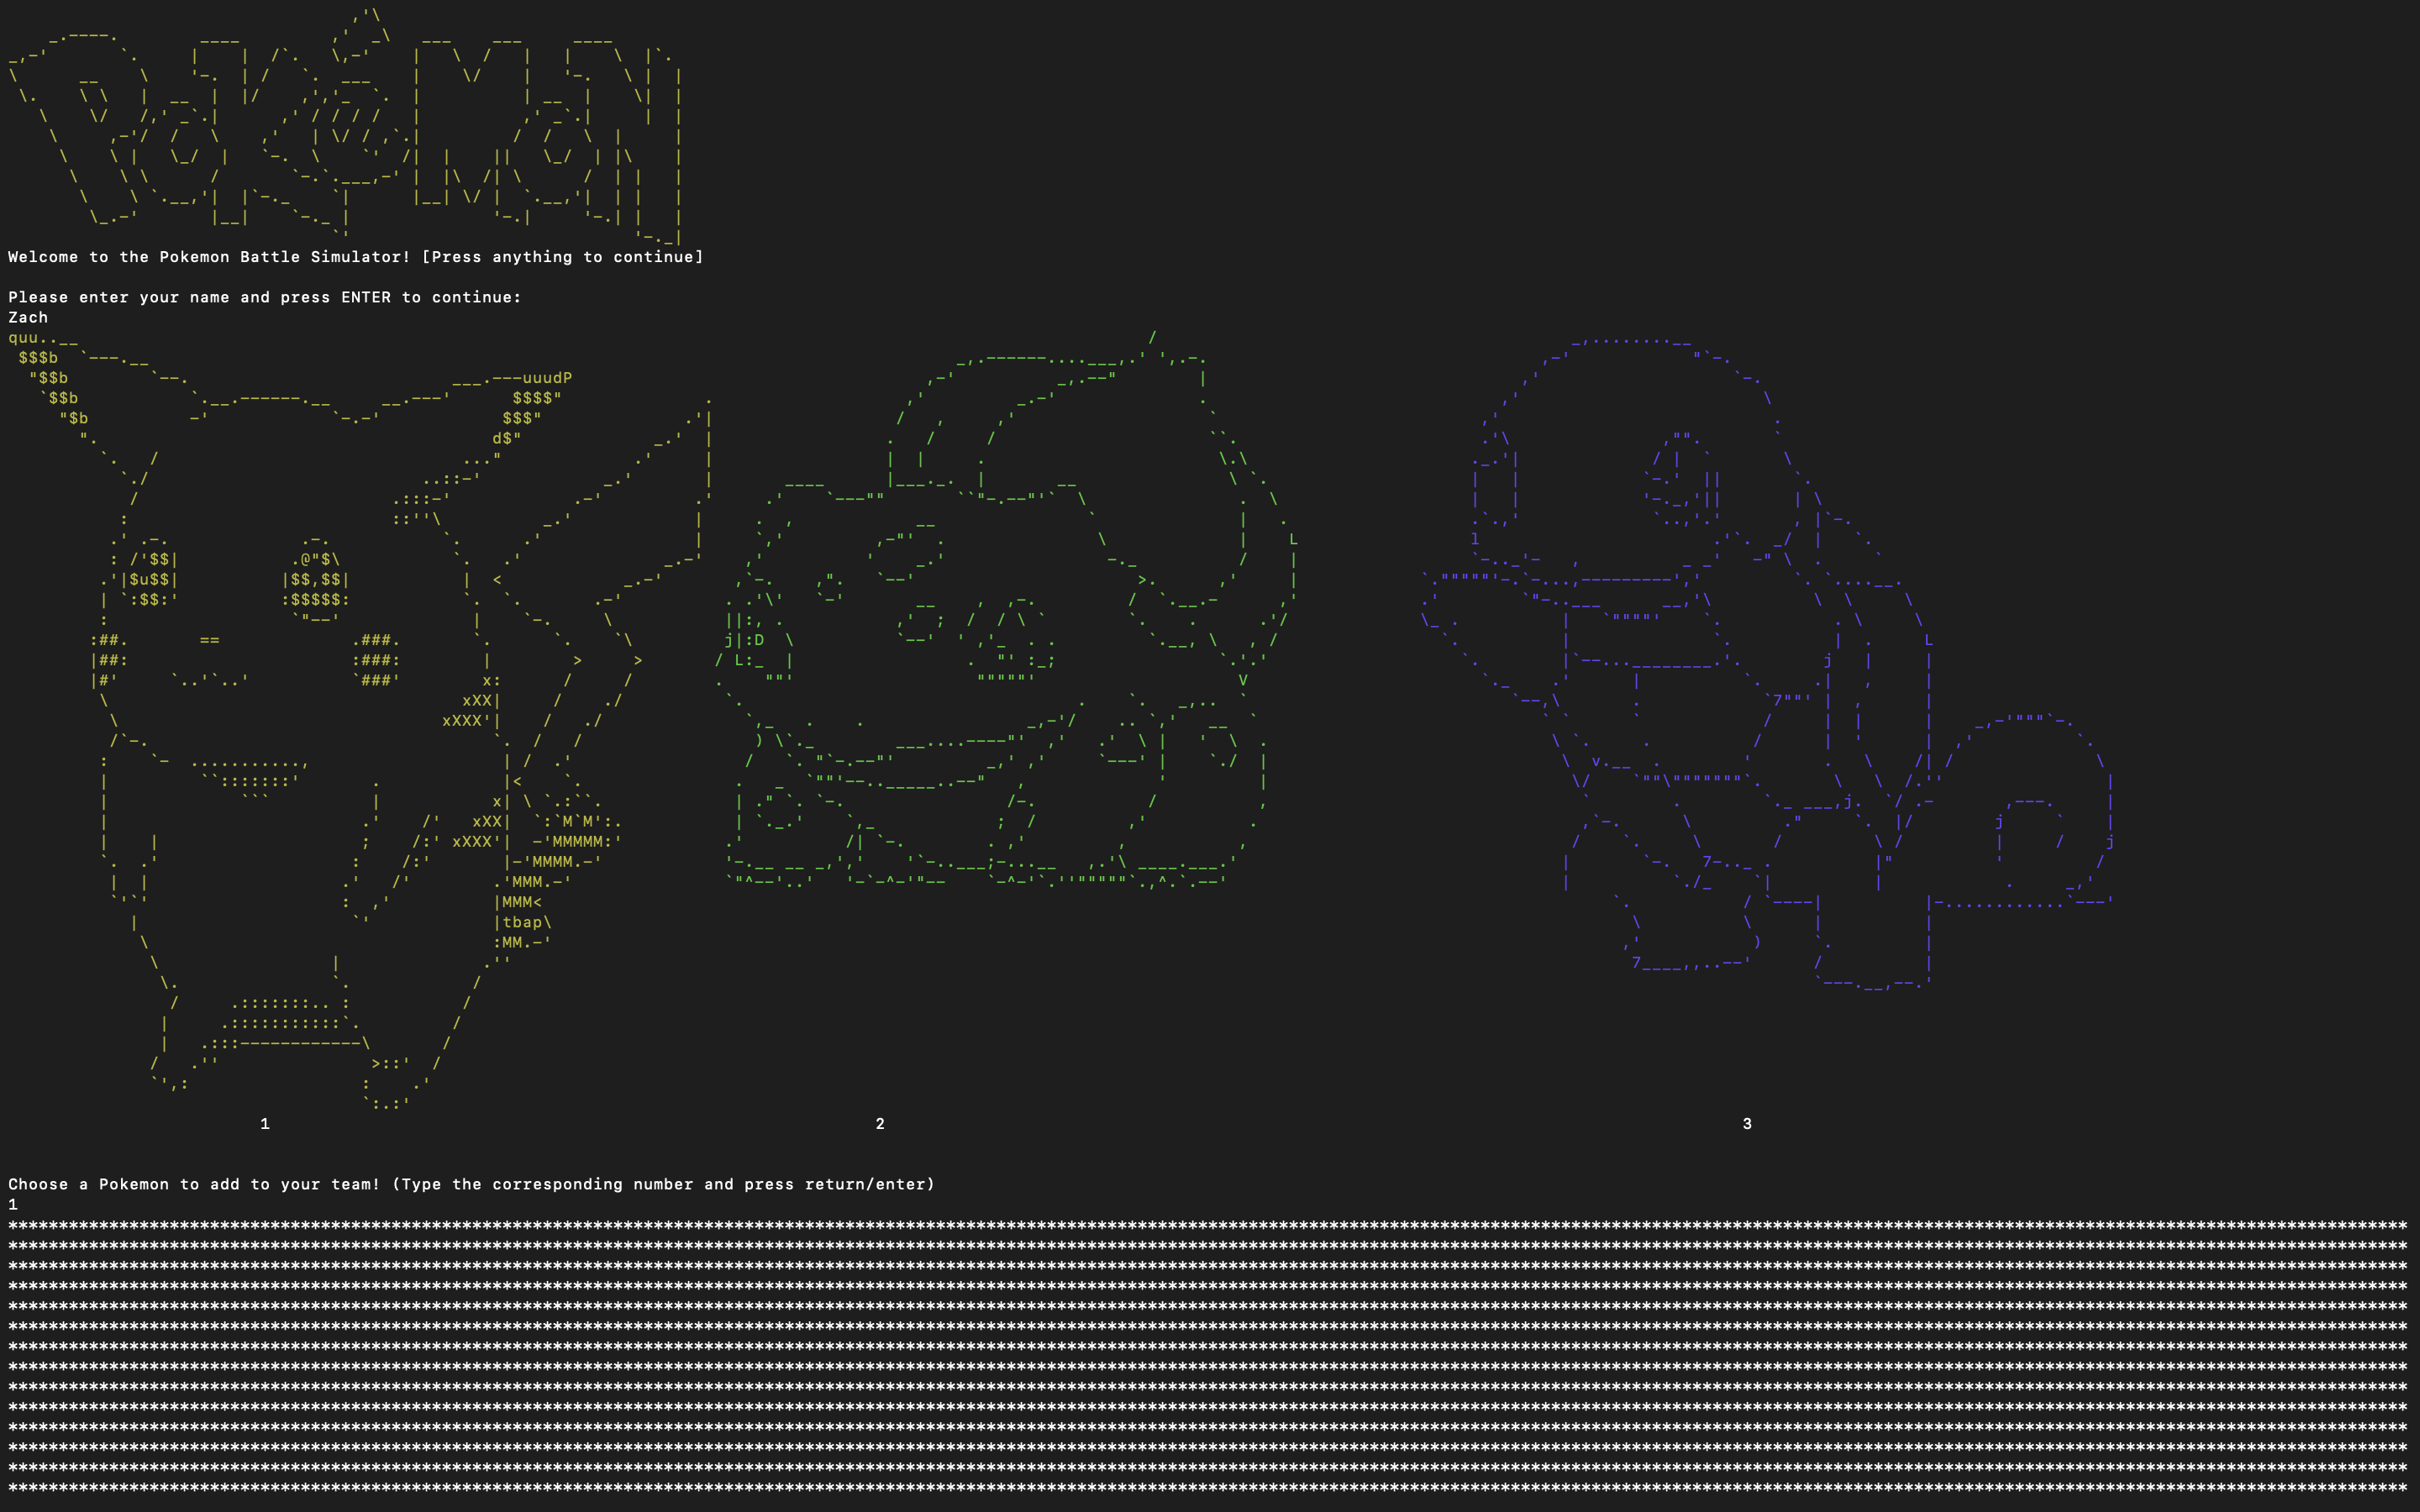 PoKéMoN
Welcome to the Pokemon Battle Simulator! [Press anything to continue]
Please enter your name and press ENTER to continue:
Zach
1 2 3
Choose a Pokemon to add to your team! (Type the corresponding number and press return/enter)
1